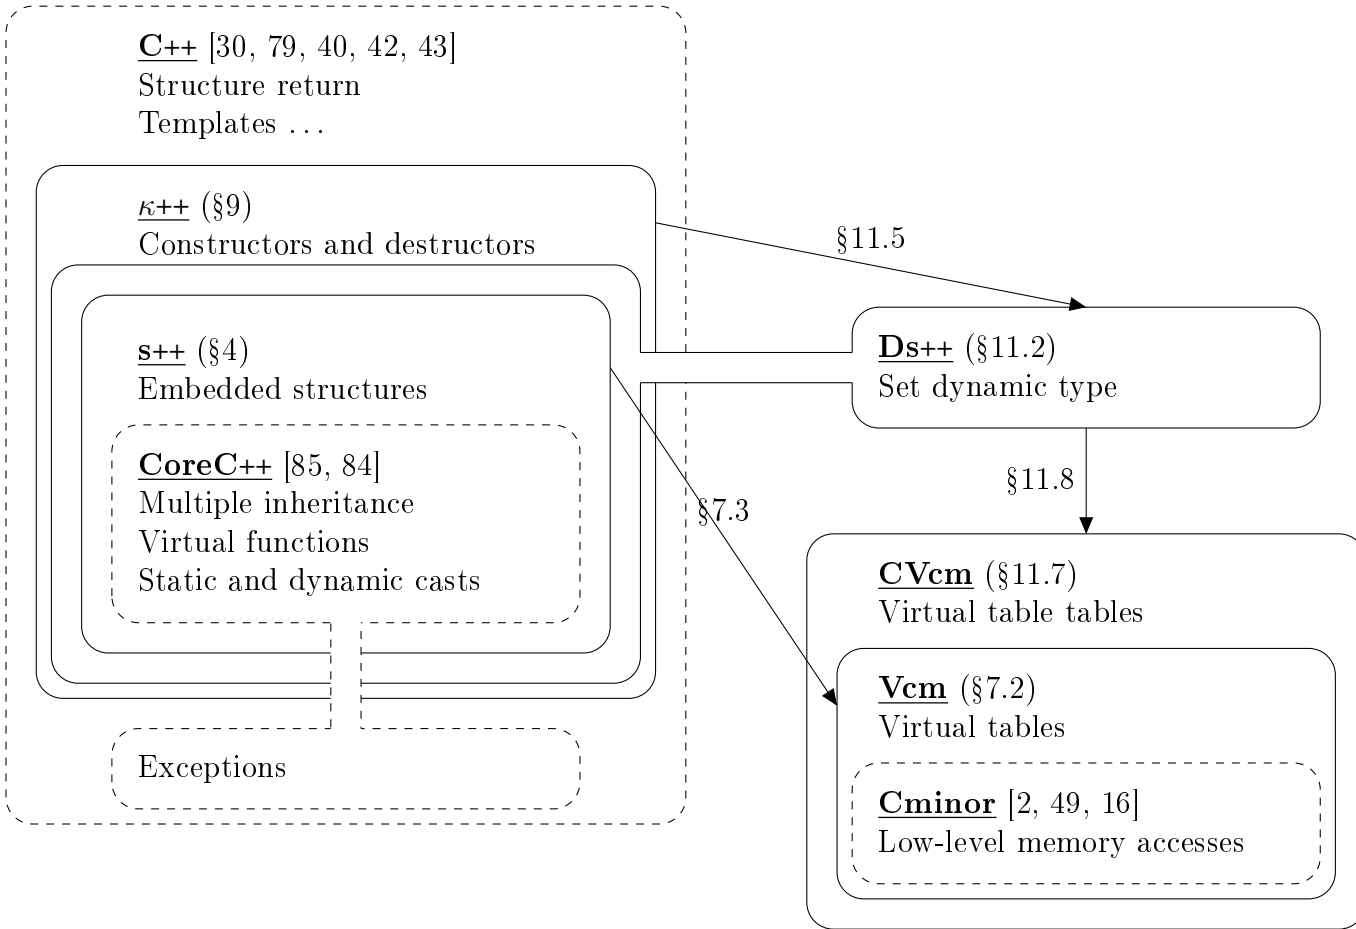 C++ [30, 79, 40, 42, 43]
Structure return
Templates ...
κ++ (§9)
Constructors and destructors
§11.5
s++ (§4)
Embedded structures
Ds++ (§11.2)
Set dynamic type
CoreC++ [85, 84]
Multiple inheritance
Virtual functions
Static and dynamic casts
§7.3
§11.8
CVcm (§11.7)
Virtual table tables
Vcm (§7.2)
Virtual tables
Exceptions
Cminor [2, 49, 16]
Low-level memory accesses